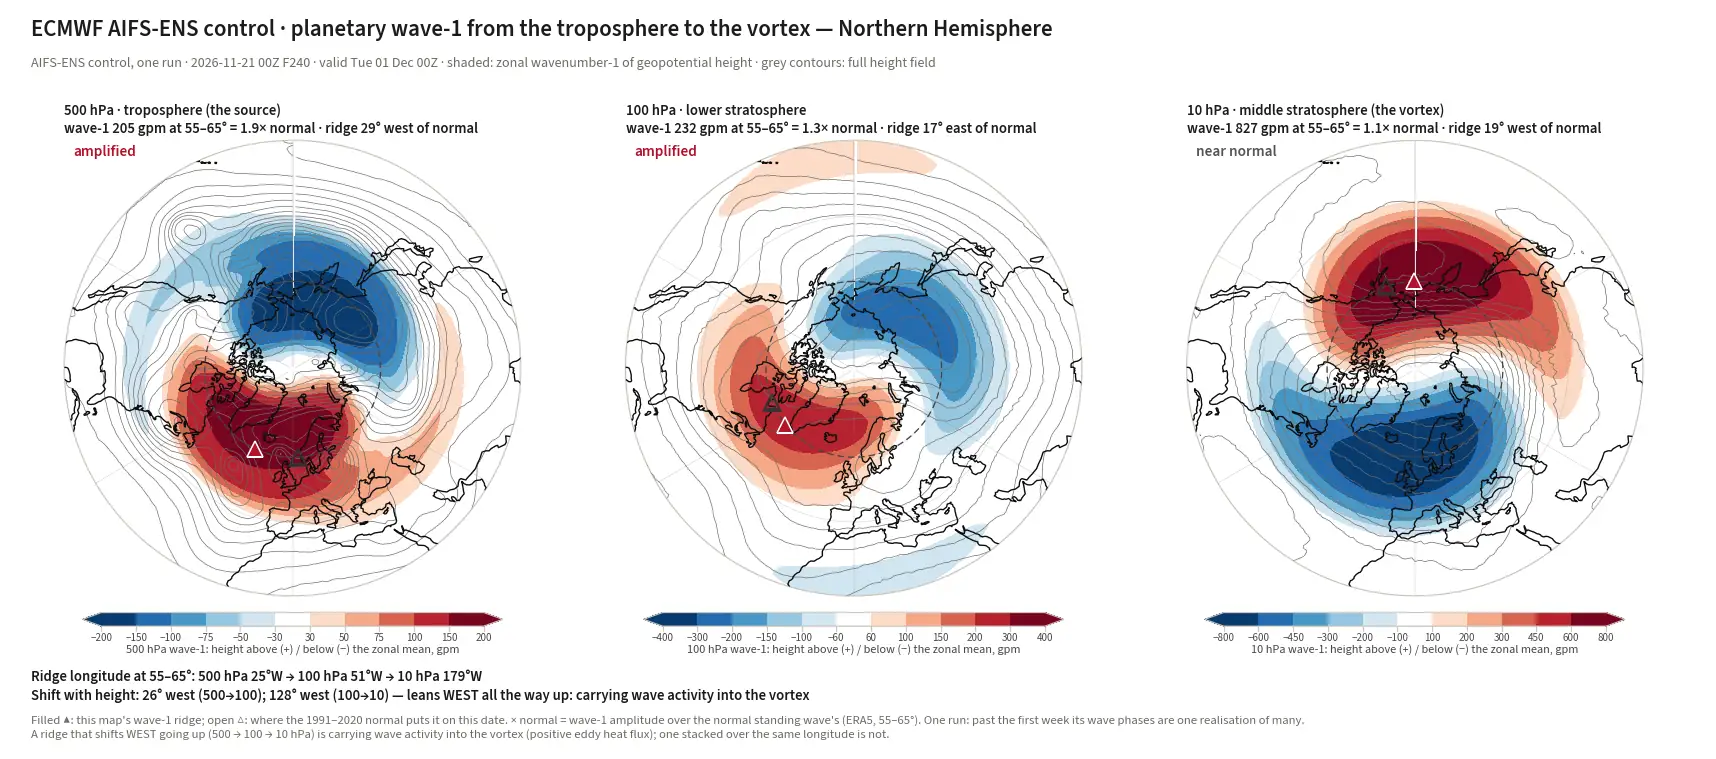 ECMWF AIFS-ENS control · planetary wave-1 from the troposphere to the vortex — Northern Hemisphere
AIFS-ENS control, one run · 2026-11-21 00Z F240 · valid Tue 01 Dec 00Z · shaded: zonal wavenumber-1 of geopotential height · grey contours: full height field
500 hPa · troposphere (the source)
wave-1 205 gpm at 55–65° = 1.9× normal · ridge 29° west of normal
amplified
100 hPa · lower stratosphere
wave-1 232 gpm at 55–65° = 1.3× normal · ridge 17° east of normal
amplified
10 hPa · middle stratosphere (the vortex)
wave-1 827 gpm at 55–65° = 1.1× normal · ridge 19° west of normal
near normal
−200 −150 −100 −75 −50 −30 30 50 75 100 150 200
500 hPa wave-1: height above (+) / below (−) the zonal mean, gpm
−400 −300 −200 −150 −100 −60 60 100 150 200 300 400
100 hPa wave-1: height above (+) / below (−) the zonal mean, gpm
−800 −600 −450 −300 −200 −100 100 200 300 450 600 800
10 hPa wave-1: height above (+) / below (−) the zonal mean, gpm
Ridge longitude at 55–65°: 500 hPa 25°W → 100 hPa 51°W → 10 hPa 179°W
Shift with height: 26° west (500→100); 128° west (100→10) — leans WEST all the way up: carrying wave activity into the vortex
Filled ▲: this map's wave-1 ridge; open △: where the 1991–2020 normal puts it on this date. × normal = wave-1 amplitude over the normal standing wave's (ERA5, 55–65°). One run: past the first week its wave phases are one realisation of many.
A ridge that shifts WEST going up (500 → 100 → 10 hPa) is carrying wave activity into the vortex (positive eddy heat flux); one stacked over the same longitude is not.